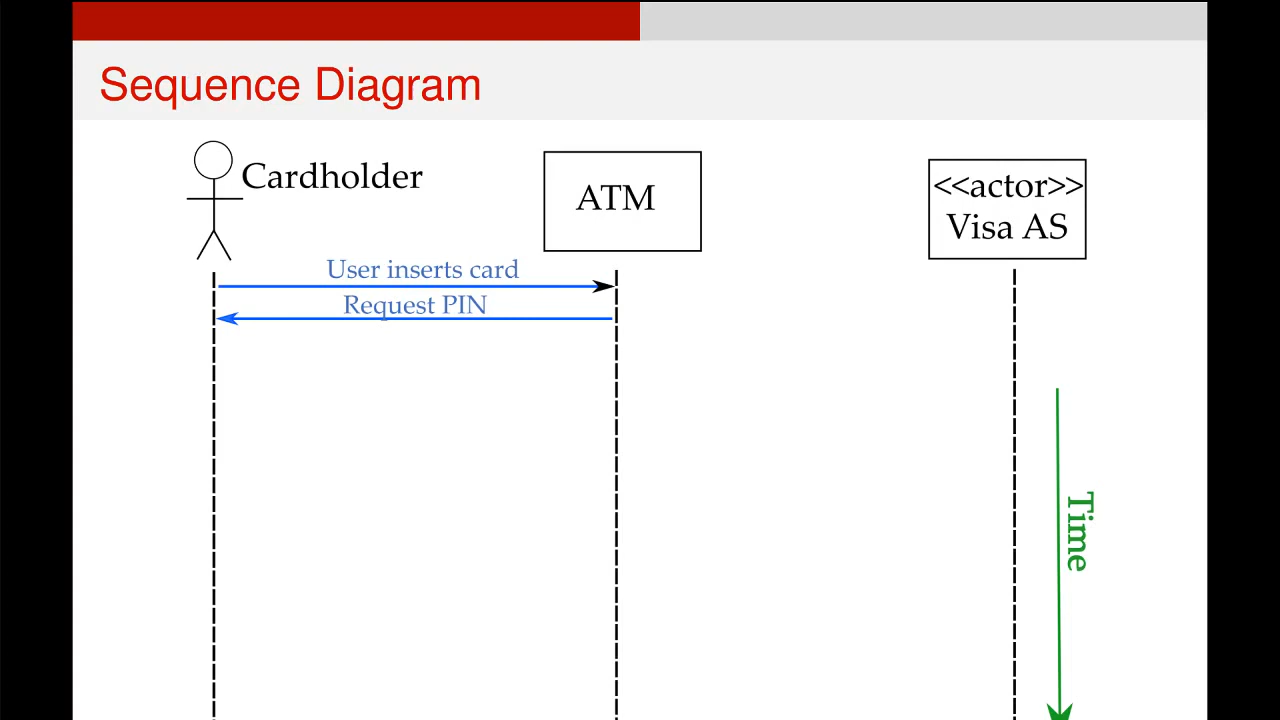 Sequence Diagram
Cardholder
ATM
<<actor>>
Visa AS
User inserts card
Request PIN
Time